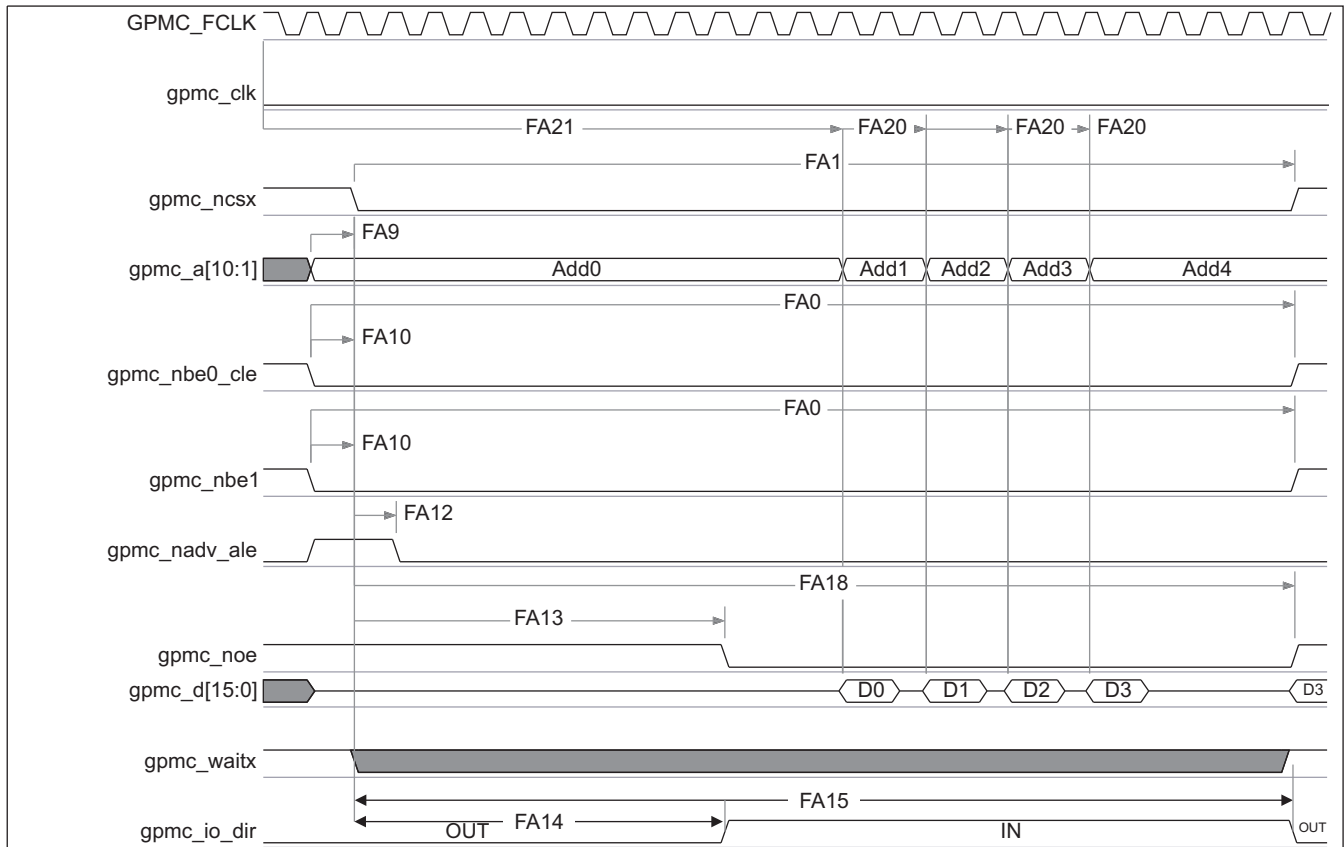 GPMC_FCLK
gpmc_clk
FA21 FA20 FA20 FA20
FA1
gpmc_ncsx
FA9
gpmc_a[10:1] Add0 Add1 Add2 Add3 Add4
FA0
FA10
gpmc_nbe0_cle
FA0
FA10
gpmc_nbe1
FA12
gpmc_nadv_ale
FA18
FA13
gpmc_noe
gpmc_d[15:0] D0 D1 D2 D3 D3
gpmc_waitx
FA15
FA14
gpmc_io_dir OUT IN OUT